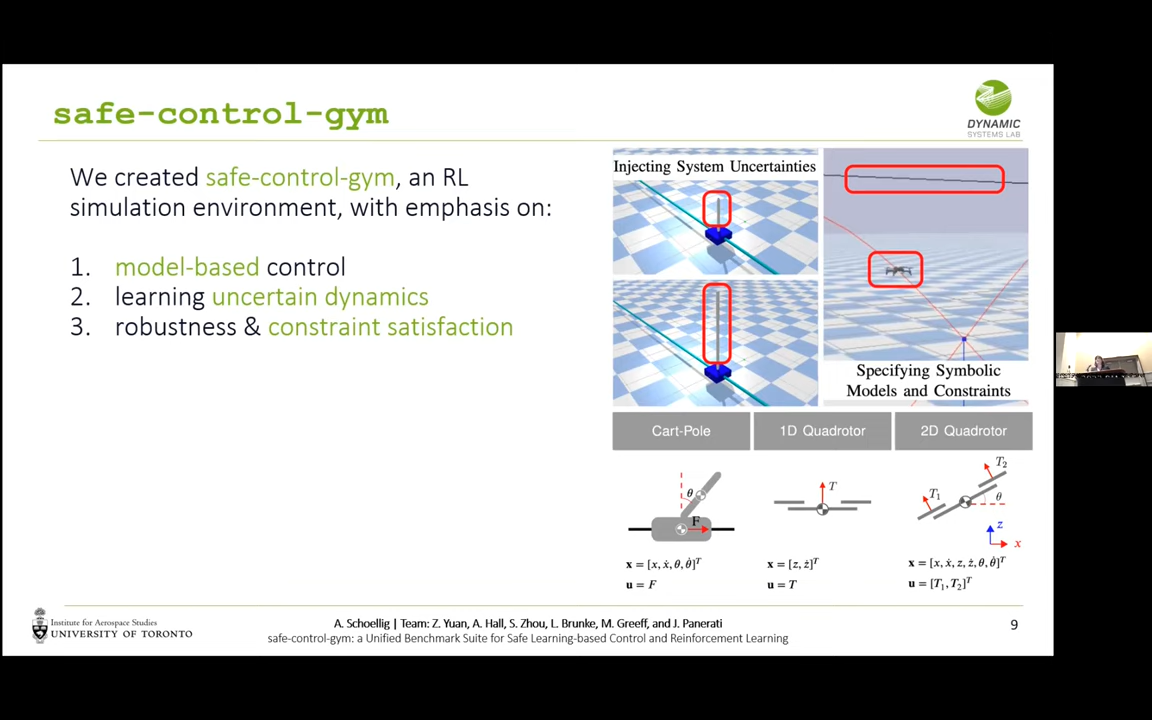 safe-control-gym
DYNAMIC
SYSTEMS LAB
We created safe-control-gym, an RL
simulation environment, with emphasis on:
1. model-based control
2. learning uncertain dynamics
3. robustness & constraint satisfaction
Injecting System Uncertainties
Specifying Symbolic
Models and Constraints
Cart-Pole
1D Quadrotor
2D Quadrotor
θ
F
x = [x, ẋ, θ, θ̇]ᵀ
u = F
T
x = [z, ż]ᵀ
u = T
T₂
T₁
θ
z
x
x = [x, ẋ, z, ż, θ, θ̇]ᵀ
u = [T₁, T₂]ᵀ
Institute for Aerospace Studies
UNIVERSITY OF TORONTO
A. Schoellig | Team: Z. Yuan, A. Hall, S. Zhou, L. Brunke, M. Greeff, and J. Panerati
safe-control-gym: a Unified Benchmark Suite for Safe Learning-based Control and Reinforcement Learning
9